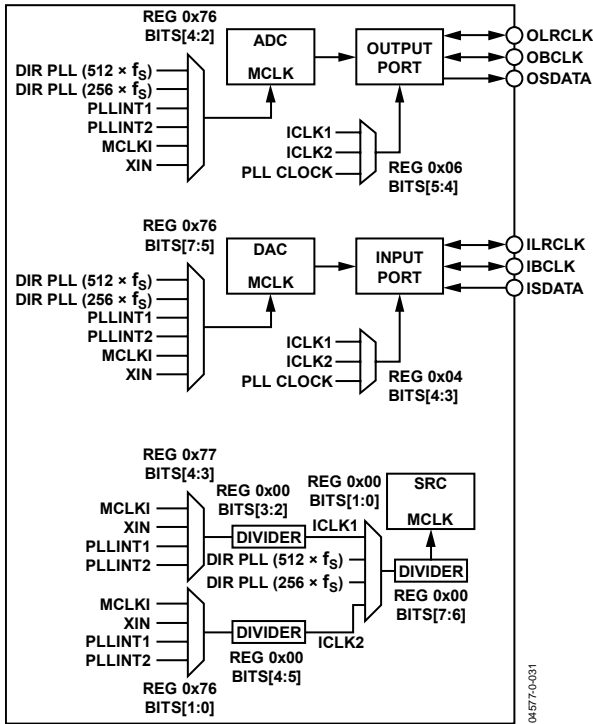 REG 0x76
BITS[4:2]
DIR PLL (512 × fS)
DIR PLL (256 × fS)
PLLINT1
PLLINT2
MCLKI
XIN
ADC
MCLK
OUTPUT
PORT
OLRCLK
OBCLK
OSDATA
ICLK1
ICLK2
PLL CLOCK
REG 0x06
BITS[5:4]
REG 0x76
BITS[7:5]
DIR PLL (512 × fS)
DIR PLL (256 × fS)
PLLINT1
PLLINT2
MCLKI
XIN
DAC
MCLK
INPUT
PORT
ILRCLK
IBCLK
ISDATA
ICLK1
ICLK2
PLL CLOCK
REG 0x04
BITS[4:3]
REG 0x77
BITS[4:3]
MCLKI
XIN
PLLINT1
PLLINT2
REG 0x00
BITS[3:2]
DIVIDER
ICLK1
REG 0x00
BITS[1:0]
DIR PLL (512 × fS)
DIR PLL (256 × fS)
SRC
MCLK
DIVIDER
REG 0x00
BITS[7:6]
MCLKI
XIN
PLLINT1
PLLINT2
REG 0x76
BITS[1:0]
DIVIDER
REG 0x00
BITS[4:5]
ICLK2
04577-0-031